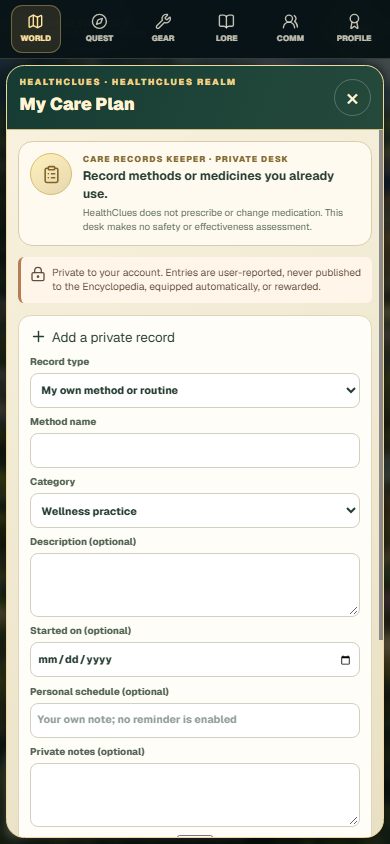 WORLD
QUEST
GEAR
LORE
COMM
PROFILE
HEALTHCLUES · HEALTHCLUES REALM
My Care Plan
CARE RECORDS KEEPER · PRIVATE DESK
Record methods or medicines you already
use.
HealthClues does not prescribe or change medication. This
desk makes no safety or effectiveness assessment.
Private to your account. Entries are user-reported, never published
to the Encyclopedia, equipped automatically, or rewarded.
Add a private record
Record type
My own method or routine
Method name
Category
Wellness practice
Description (optional)
Started on (optional)
mm/dd/yyyy
Personal schedule (optional)
Your own note; no reminder is enabled
Private notes (optional)